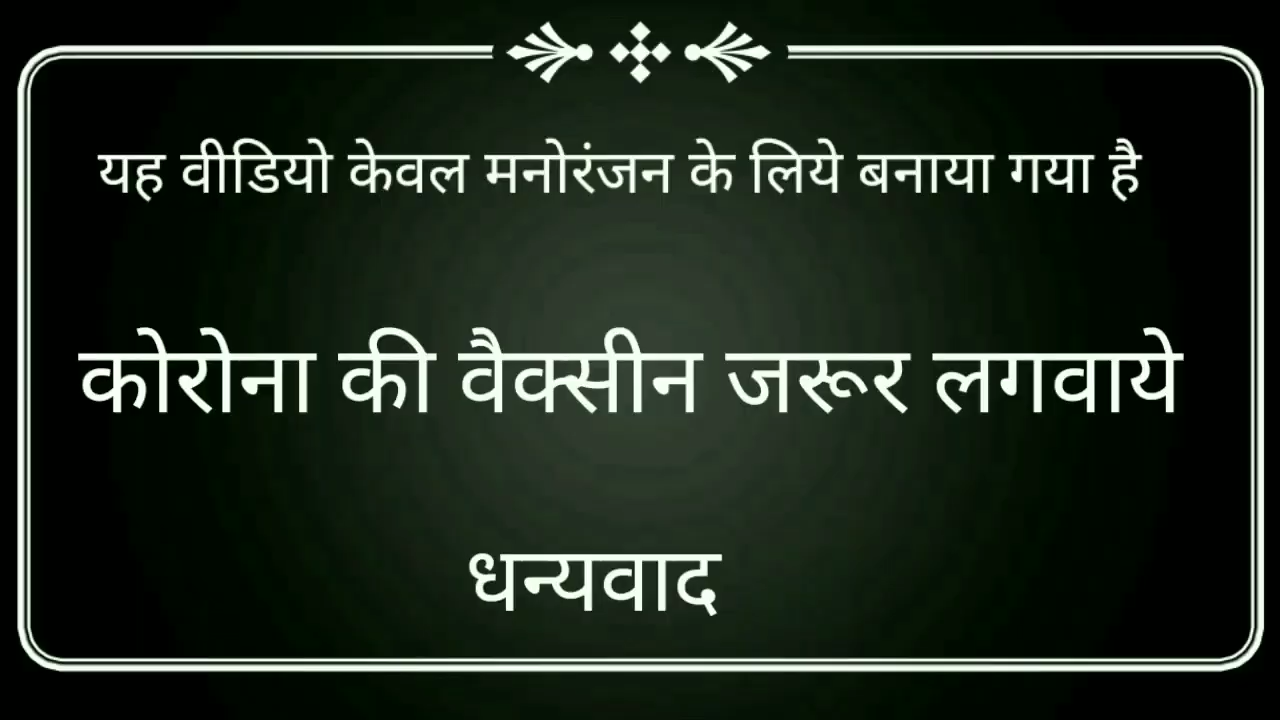 यह वीडियो केवल मनोरंजन के लिये बनाया गया है
कोरोना की वैक्सीन जरूर लगवाये
धन्यवाद